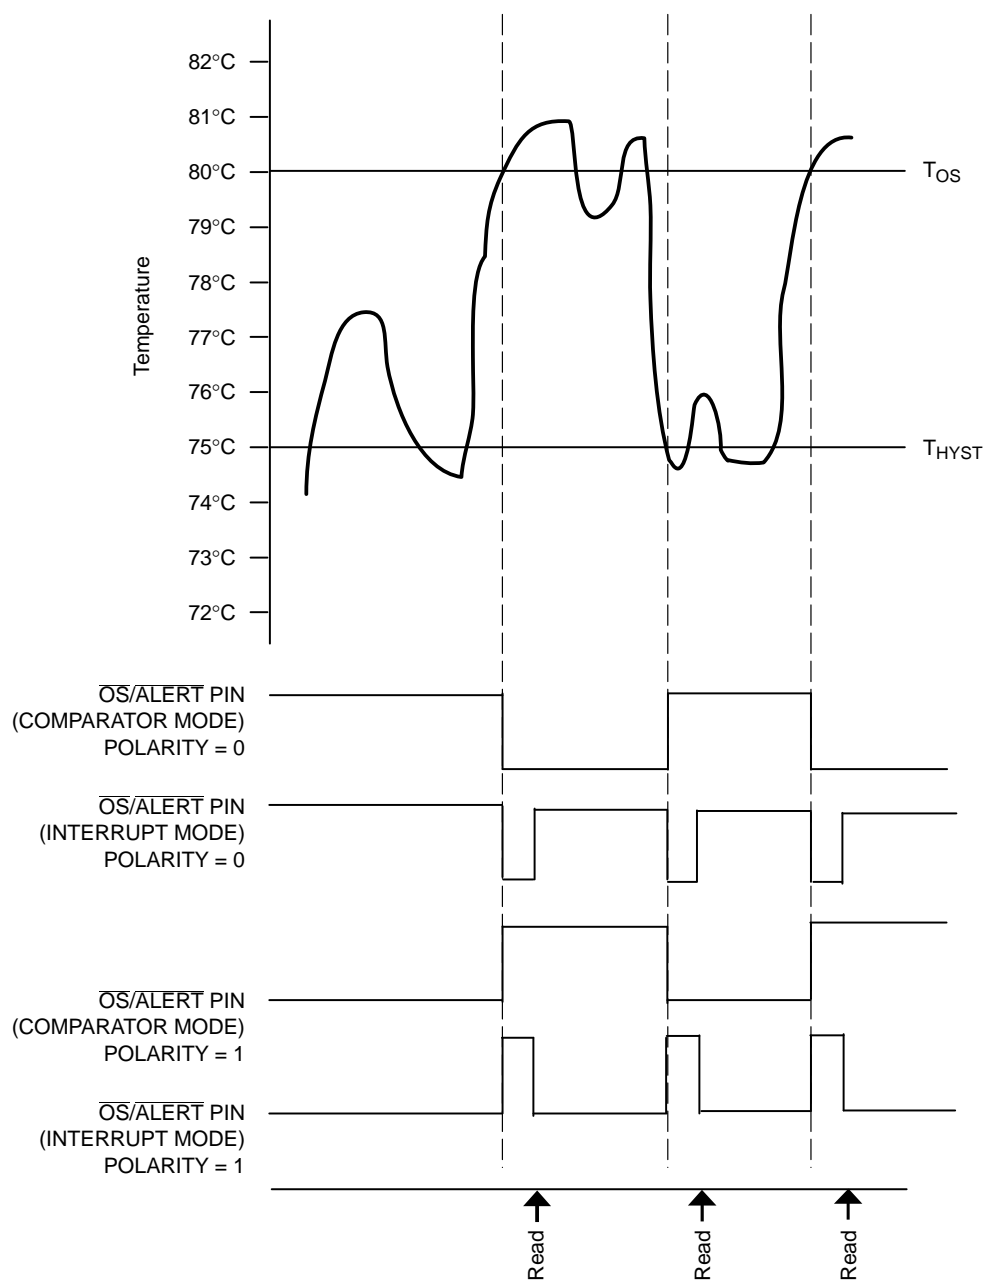 82°C
81°C
80°C
TOS
79°C
78°C
Temperature
77°C
76°C
75°C
THYST
74°C
73°C
72°C
OS/ALERT PIN
(COMPARATOR MODE)
POLARITY = 0
OS/ALERT PIN
(INTERRUPT MODE)
POLARITY = 0
OS/ALERT PIN
(COMPARATOR MODE)
POLARITY = 1
OS/ALERT PIN
(INTERRUPT MODE)
POLARITY = 1
Read
Read
Read